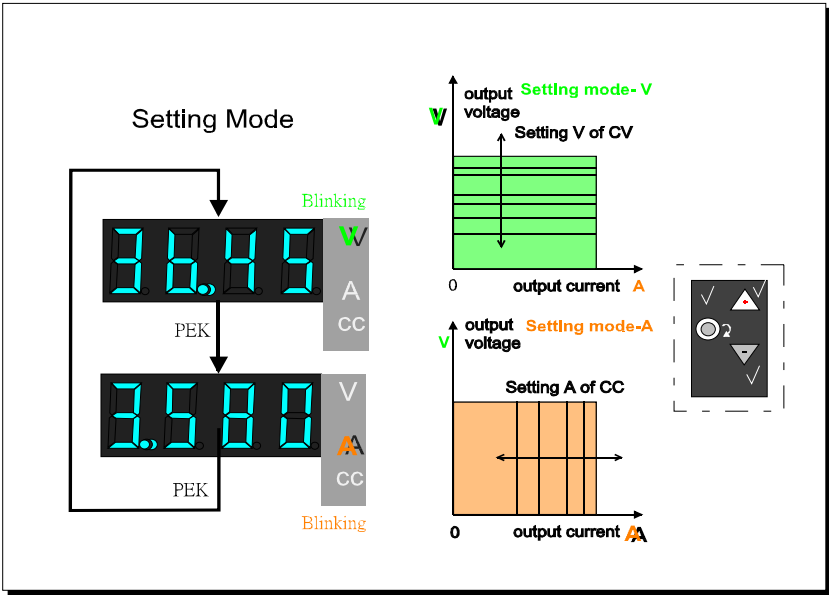 Setting Mode
Blinking
36.45
V
A
CC
PEK
3.580
V
A
CC
PEK
Blinking
output voltage
Setting mode- V
V
Setting V of CV
0
output current A
output voltage
Setting mode-A
V
Setting A of CC
0
output current A
+
-